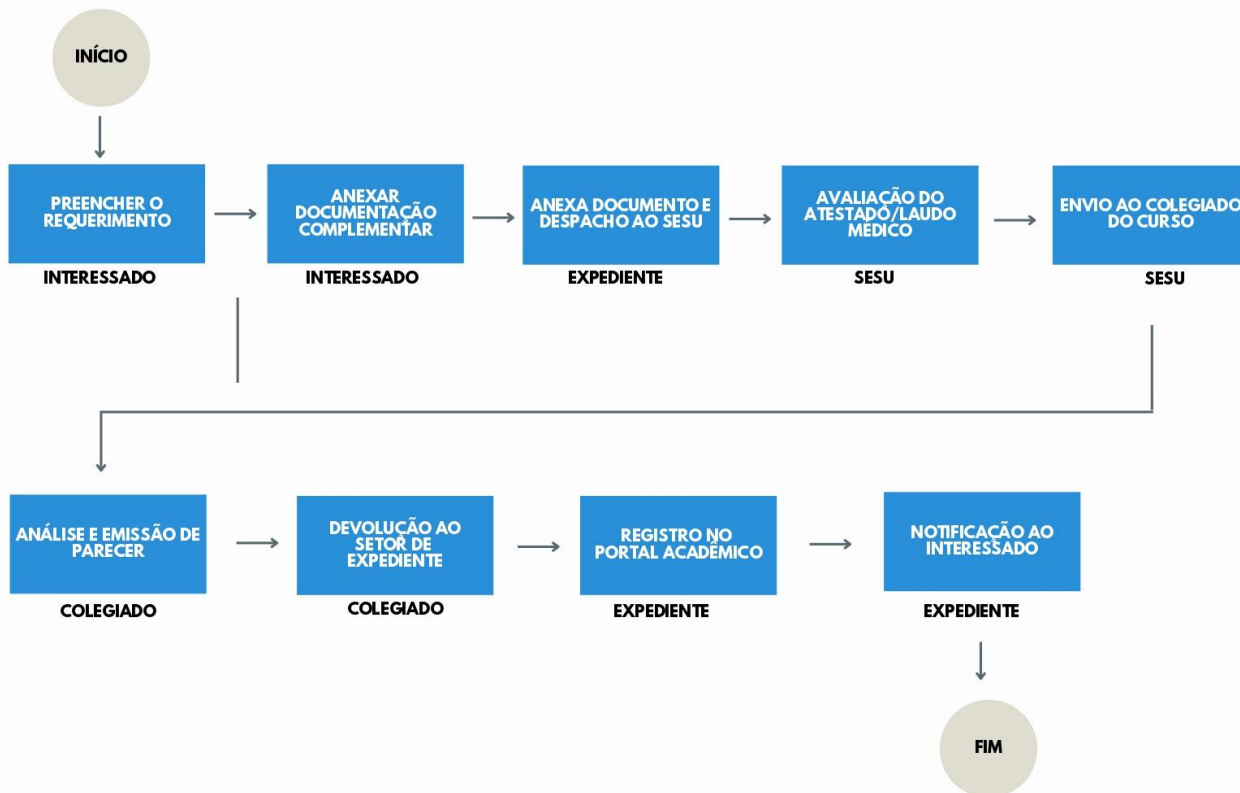 INÍCIO
PREENCHER O
REQUERIMENTO
INTERESSADO
ANEXAR
DOCUMENTAÇÃO
COMPLEMENTAR
INTERESSADO
ANEXA DOCUMENTO E
DESPACHO AO SESU
EXPEDIENTE
AVALIAÇÃO DO
ATESTADO/LAUDO
MÉDICO
SESU
ENVIO AO COLEGIADO
DO CURSO
SESU
ANÁLISE E EMISSÃO DE
PARECER
COLEGIADO
DEVOLUÇÃO AO
SETOR DE
EXPEDIENTE
COLEGIADO
REGISTRO NO
PORTAL ACADÊMICO
EXPEDIENTE
NOTIFICAÇÃO AO
INTERESSADO
EXPEDIENTE
FIM